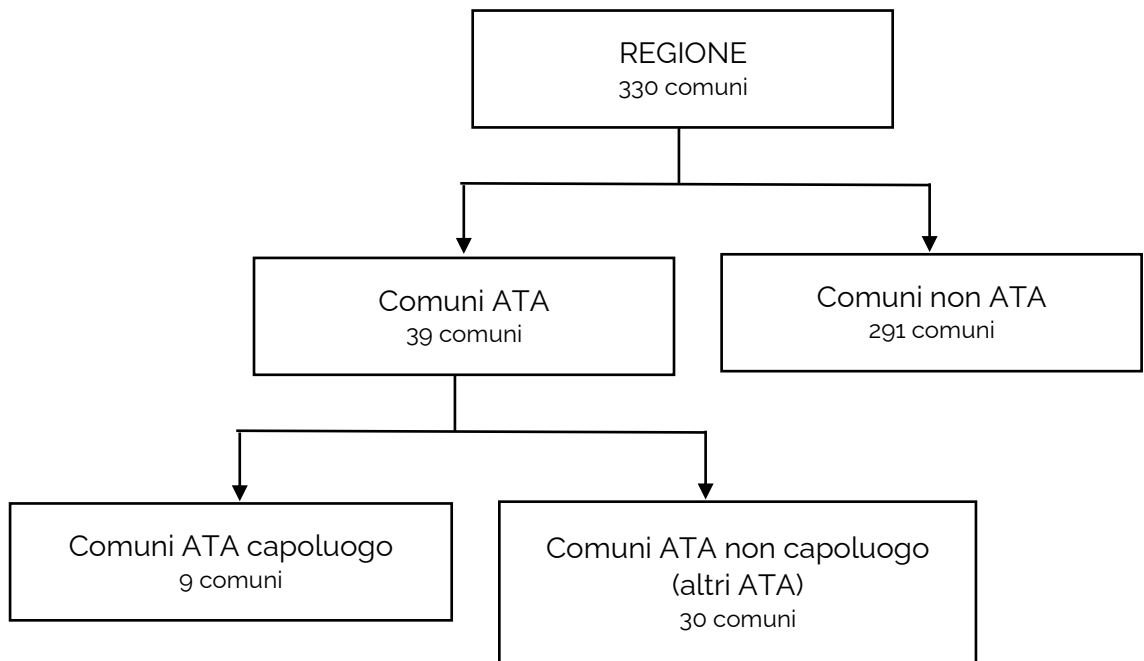 REGIONE
330 comuni
Comuni ATA
39 comuni
Comuni non ATA
291 comuni
Comuni ATA capoluogo
9 comuni
Comuni ATA non capoluogo
(altri ATA)
30 comuni